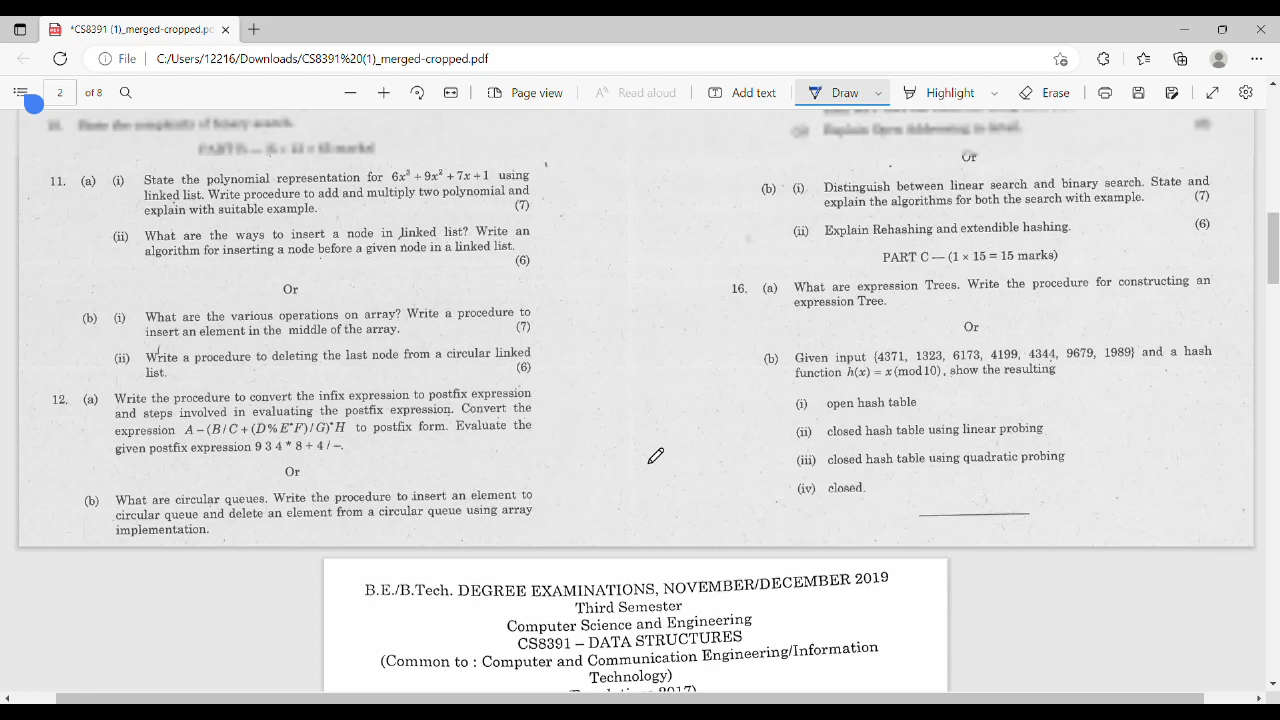 *CS8391 (1)_merged-cropped.pd
File
C:/Users/12216/Downloads/CS8391%20(1)_merged-cropped.pdf
2 of 8
Page view
Read aloud
Add text
Draw
Highlight
Erase
11. (a) (i) State the polynomial representation for 6x³ + 9x² + 7x + 1 using
linked list. Write procedure to add and multiply two polynomial and
explain with suitable example. (7)
(ii) What are the ways to insert a node in linked list? Write an
algorithm for inserting a node before a given node in a linked list.
(6)
Or
(b) (i) What are the various operations on array? Write a procedure to
insert an element in the middle of the array. (7)
(ii) Write a procedure to deleting the last node from a circular linked
list. (6)
12. (a) Write the procedure to convert the infix expression to postfix expression
and steps involved in evaluating the postfix expression. Convert the
expression A – (B / C + (D % E * F) / G) * H to postfix form. Evaluate the
given postfix expression 9 3 4 * 8 + 4 / –.
Or
(b) What are circular queues. Write the procedure to insert an element to
circular queue and delete an element from a circular queue using array
implementation.
Or
(b) (i) Distinguish between linear search and binary search. State and
explain the algorithms for both the search with example. (7)
(ii) Explain Rehashing and extendible hashing. (6)
PART C — (1 × 15 = 15 marks)
16. (a) What are expression Trees. Write the procedure for constructing an
expression Tree.
Or
(b) Given input {4371, 1323, 6173, 4199, 4344, 9679, 1989} and a hash
function h(x) = x (mod 10), show the resulting
(i) open hash table
(ii) closed hash table using linear probing
(iii) closed hash table using quadratic probing
(iv) closed.
B.E./B.Tech. DEGREE EXAMINATIONS, NOVEMBER/DECEMBER 2019
Third Semester
Computer Science and Engineering
CS8391 – DATA STRUCTURES
(Common to : Computer and Communication Engineering/Information
Technology)